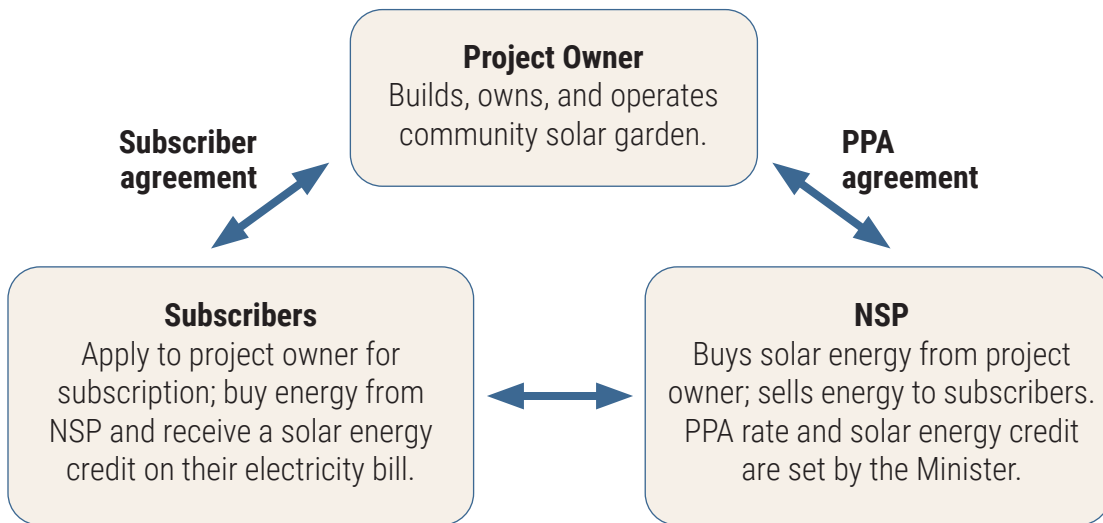 Project Owner
Builds, owns, and operates
community solar garden.
Subscriber
agreement
PPA
agreement
Subscribers
Apply to project owner for
subscription; buy energy from
NSP and receive a solar energy
credit on their electricity bill.
NSP
Buys solar energy from project
owner; sells energy to subscribers.
PPA rate and solar energy credit
are set by the Minister.